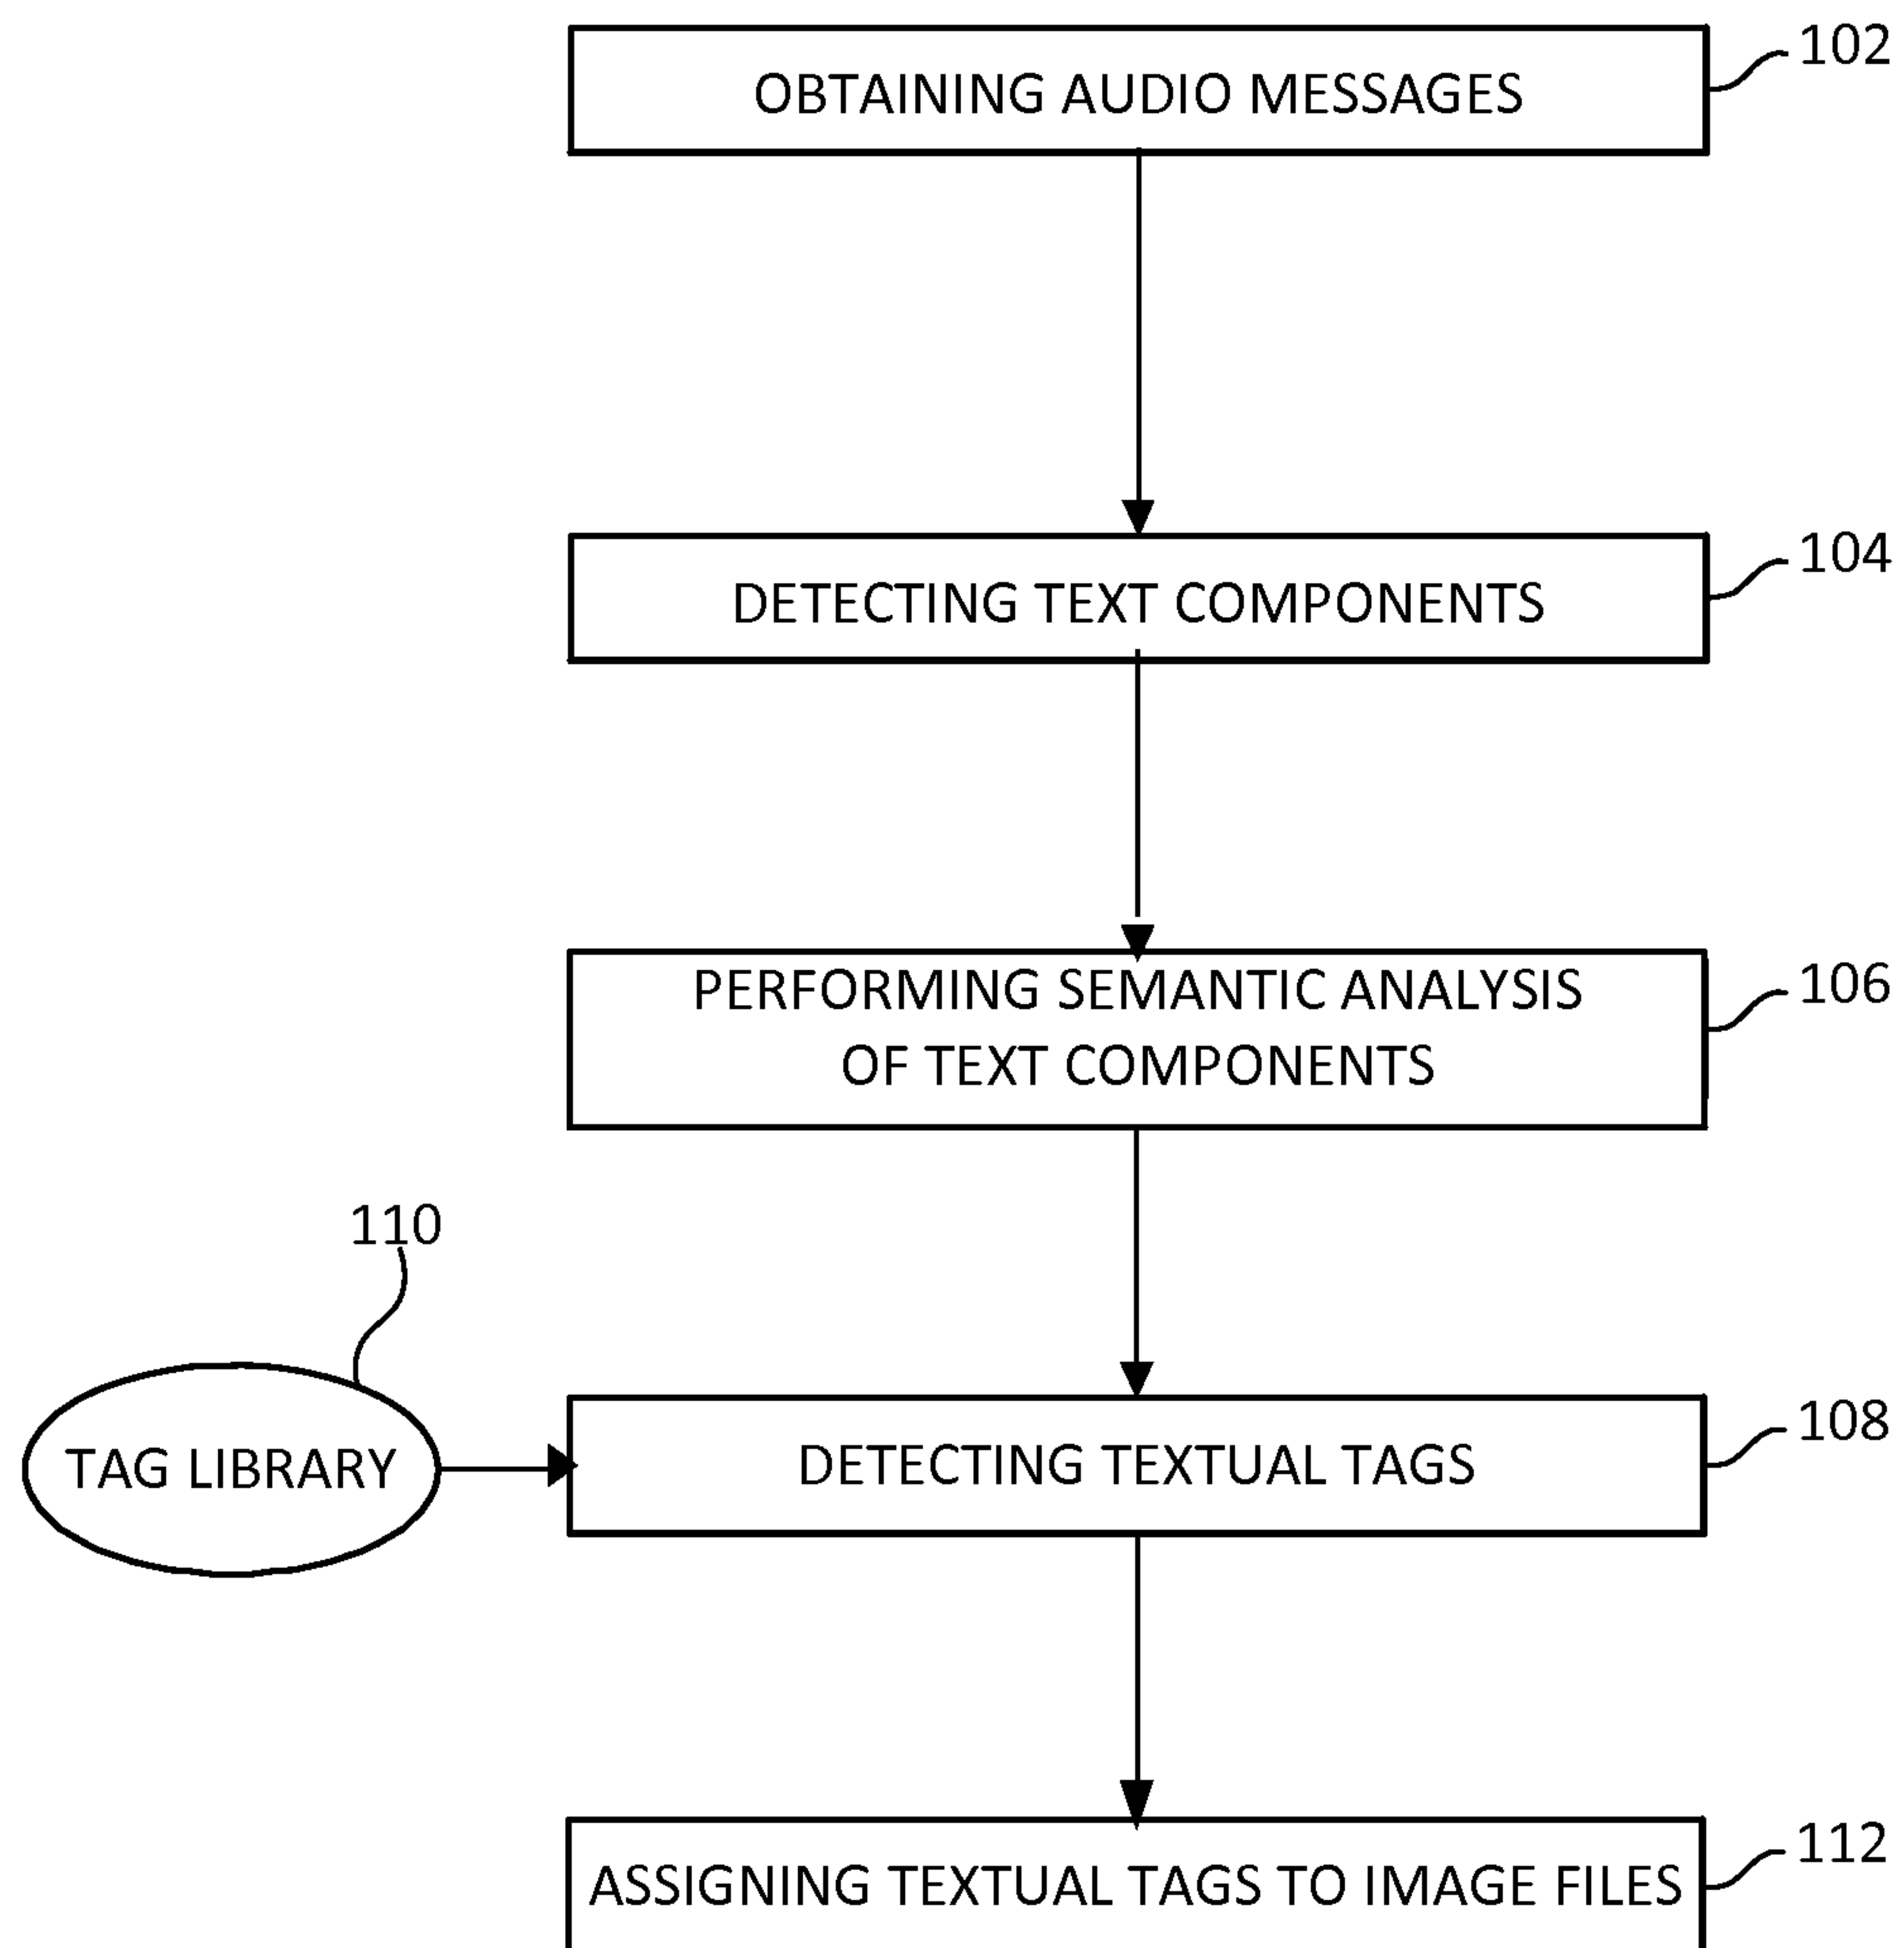 OBTAINING AUDIO MESSAGES
102
DETECTING TEXT COMPONENTS
104
PERFORMING SEMANTIC ANALYSIS
OF TEXT COMPONENTS
106
110
TAG LIBRARY
DETECTING TEXTUAL TAGS
108
ASSIGNING TEXTUAL TAGS TO IMAGE FILES
112